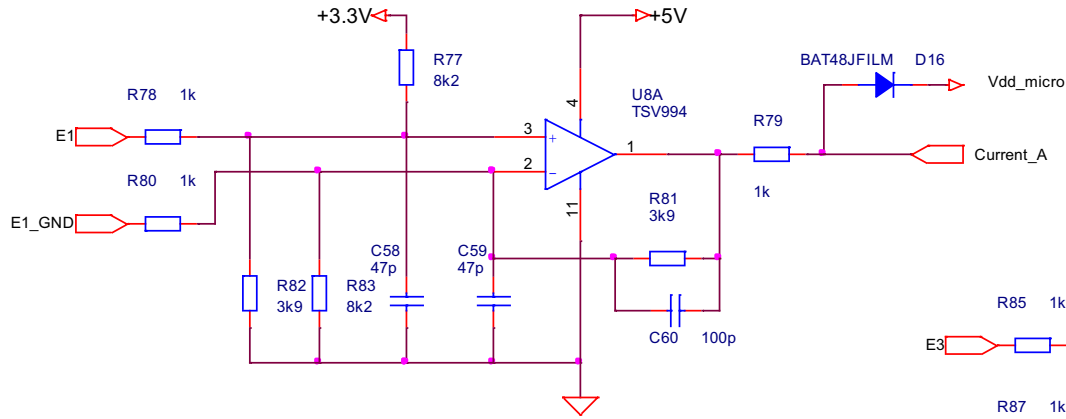 +3.3V
+5V
R77
8k2
BAT48JFILM D16
Vdd_micro
U8A
TSV994
R78 1k
4
R79
E1
3
+
1
Current_A
R80 1k
2
−
1k
R81
3k9
11
E1_GND
C58
47p
C59
47p
R82
3k9
R83
8k2
C60 100p
R85 1k
E3
R87 1k